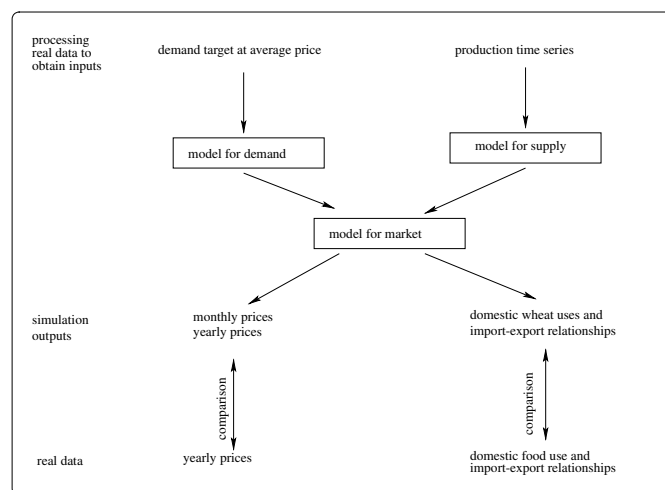 processing
real data to
obtain inputs
demand target at average price
production time series
model for demand
model for supply
model for market
simulation
outputs
monthly prices
yearly prices
domestic wheat uses and
import-export relationships
comparison
comparison
real data
yearly prices
domestic food use and
import-export relationships